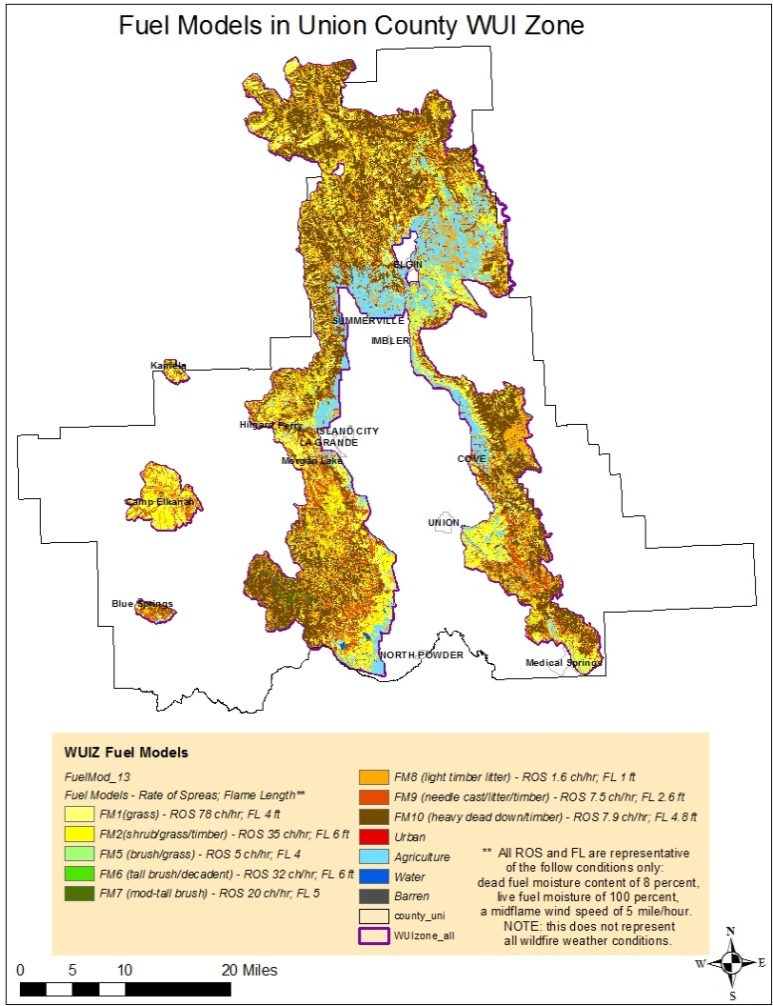 Fuel Models in Union County WUI Zone
ELGIN
SUMMERVILLE
IMBLER
Kamela
Hilgard Perry
ISLAND CITY
LA GRANDE
Morgan Lake
COVE
Camp Elkanah
UNION
Blue Springs
NORTH POWDER
Medical Springs
WUIZ Fuel Models
FuelMod_13
Fuel Models - Rate of Spreas; Flame Length**
FM1(grass) - ROS 78 ch/hr; FL 4 ft
FM2(shrub/grass/timber) - ROS 35 ch/hr; FL 6 ft
FM5 (brush/grass) - ROS 5 ch/hr; FL 4
FM6 (tall brush/decadent) - ROS 32 ch/hr; FL 6 ft
FM7 (mod-tall brush) - ROS 20 ch/hr; FL 5
FM8 (light timber litter) - ROS 1.6 ch/hr; FL 1 ft
FM9 (needle cast/litter/timber) - ROS 7.5 ch/hr; FL 2.6 ft
FM10 (heavy dead down/timber) - ROS 7.9 ch/hr; FL 4.8 ft
Urban
Agriculture
Water
Barren
county_uni
WUIzone_all
** All ROS and FL are representative
of the follow conditions only:
dead fuel moisture content of 8 percent,
live fuel moisture of 100 percent,
a midflame wind speed of 5 mile/hour.
NOTE: this does not represent
all wildfire weather conditions.
0 5 10 20 Miles
N
W E
S